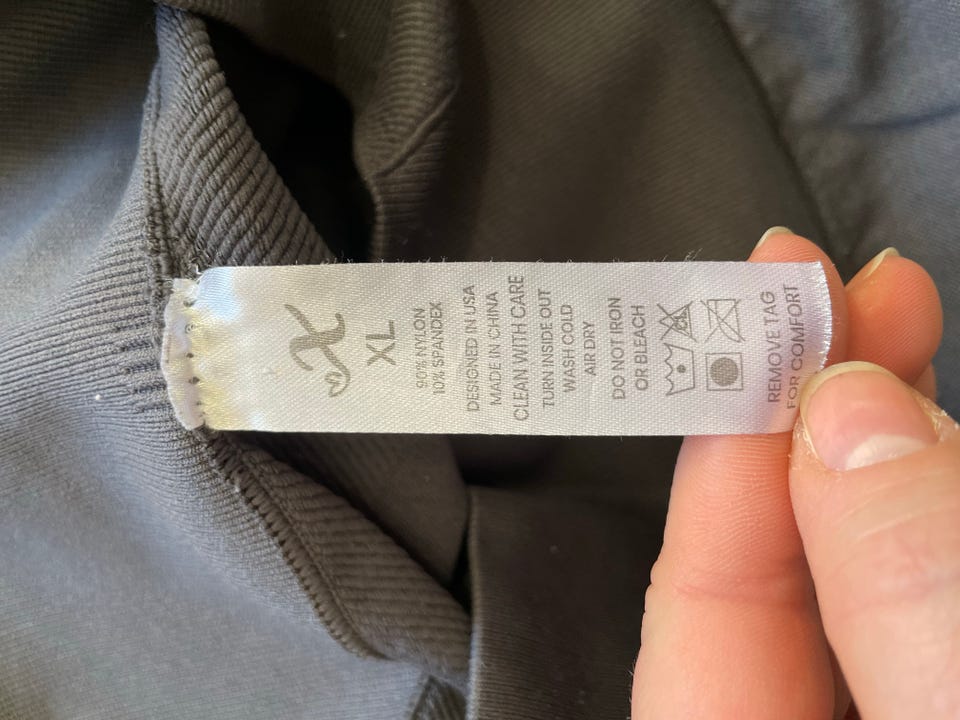 XL
90% NYLON
10% SPANDEX
DESIGNED IN USA
MADE IN CHINA
CLEAN WITH CARE
TURN INSIDE OUT
WASH COLD
AIR DRY
DO NOT IRON
OR BLEACH
REMOVE TAG
FOR COMFORT